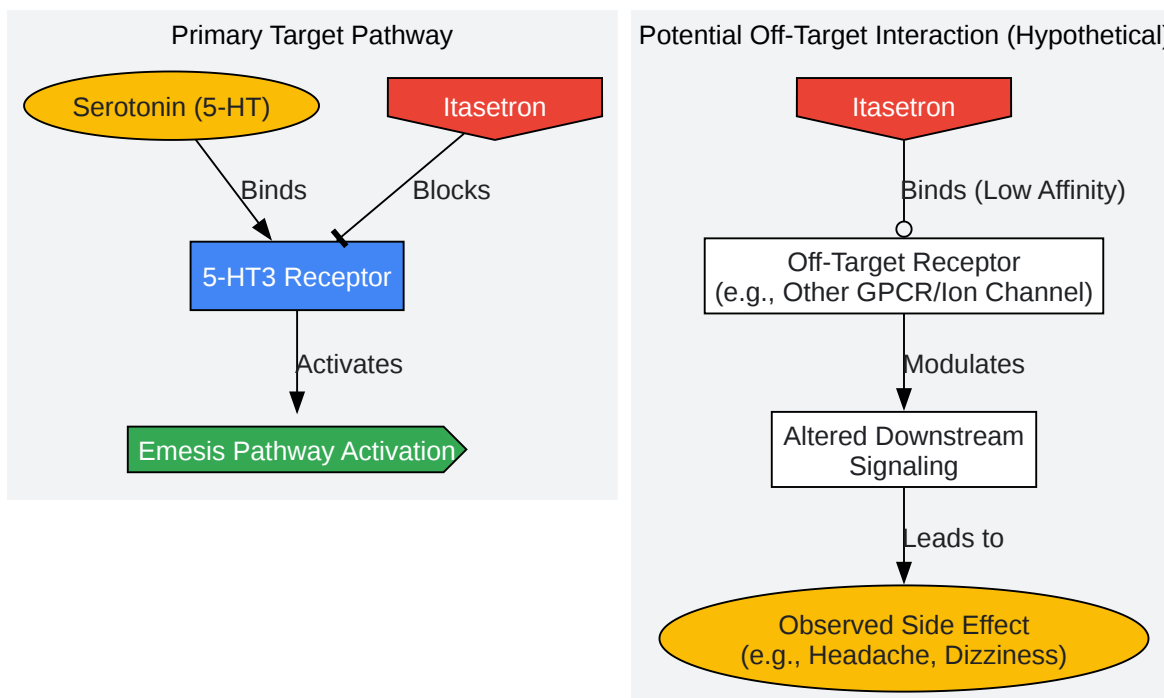 Primary Target Pathway
Serotonin (5-HT)
Itasetron
Binds
Blocks
5-HT3 Receptor
Activates
Emesis Pathway Activation
Potential Off-Target Interaction (Hypothetical)
Itasetron
Binds (Low Affinity)
Off-Target Receptor
(e.g., Other GPCR/Ion Channel)
Modulates
Altered Downstream
Signaling
Leads to
Observed Side Effect
(e.g., Headache, Dizziness)